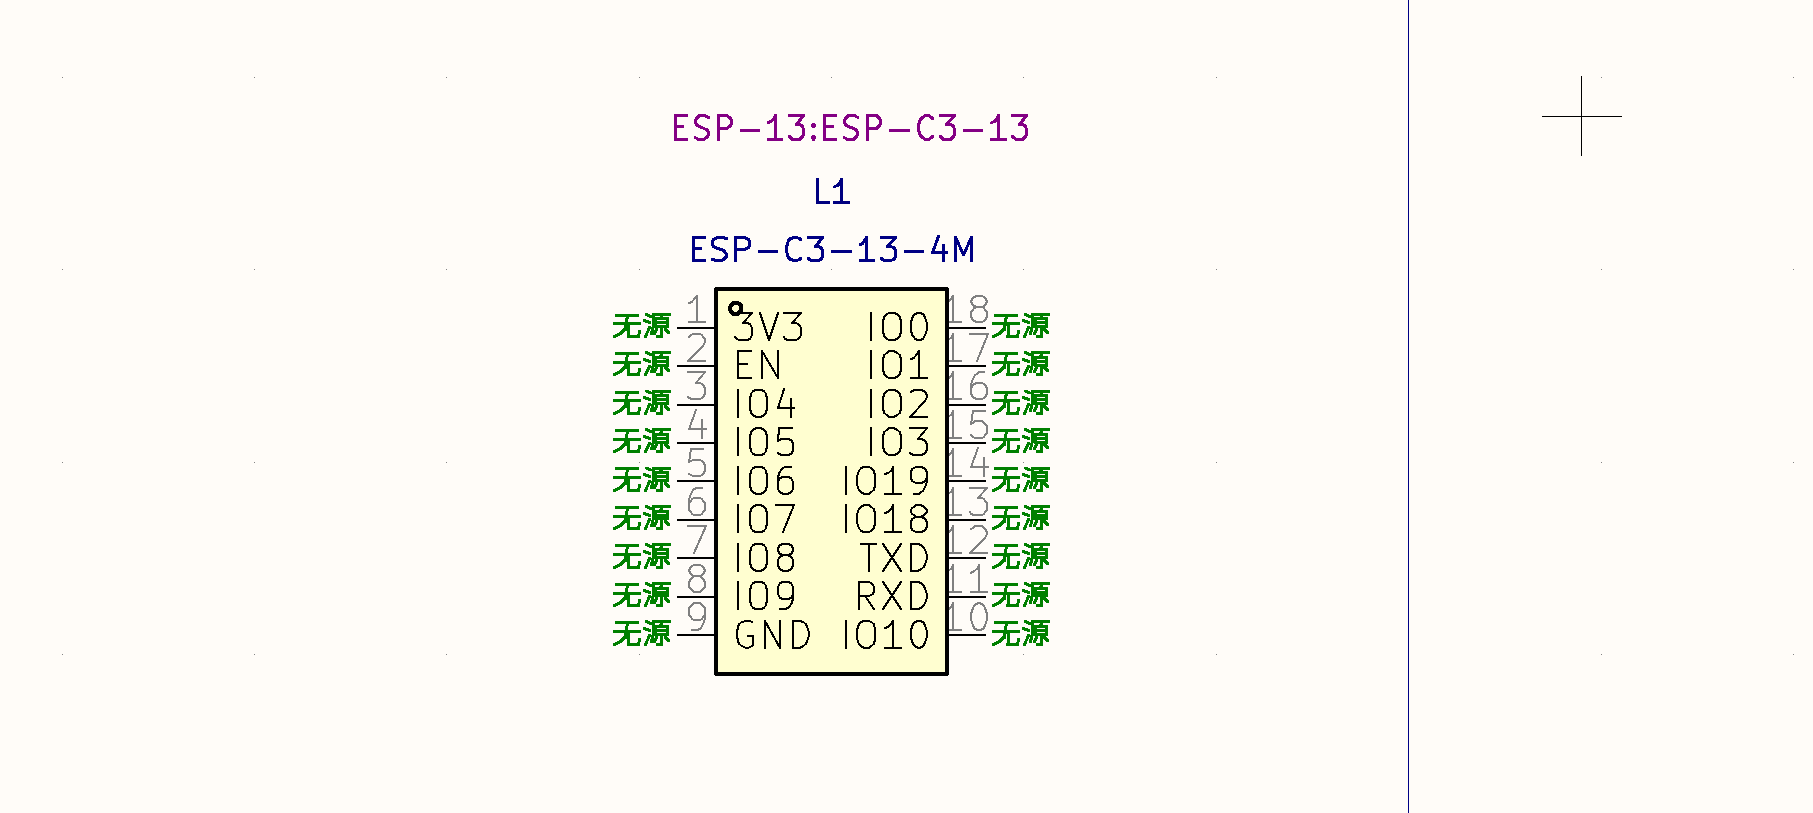 ESP-13:ESP-C3-13
L1
ESP-C3-13-4M
无源 1 3V3 IO0 18 无源
无源 2 EN IO1 17 无源
无源 3 IO4 IO2 16 无源
无源 4 IO5 IO3 15 无源
无源 5 IO6 IO19 14 无源
无源 6 IO7 IO18 13 无源
无源 7 IO8 TXD 12 无源
无源 8 IO9 RXD 11 无源
无源 9 GND IO10 10 无源